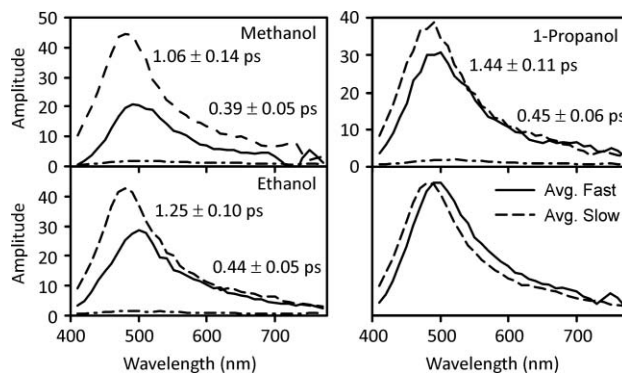 50
Methanol
40
1.06 ± 0.14 ps
30
20
0.39 ± 0.05 ps
10
0
Amplitude
40
1-Propanol
30
1.44 ± 0.11 ps
20
0.45 ± 0.06 ps
10
0
Amplitude
Ethanol
40
1.25 ± 0.10 ps
30
20
0.44 ± 0.05 ps
10
0
Amplitude
400 500 600 700
Wavelength (nm)
Avg. Fast
Avg. Slow
400 500 600 700
Wavelength (nm)